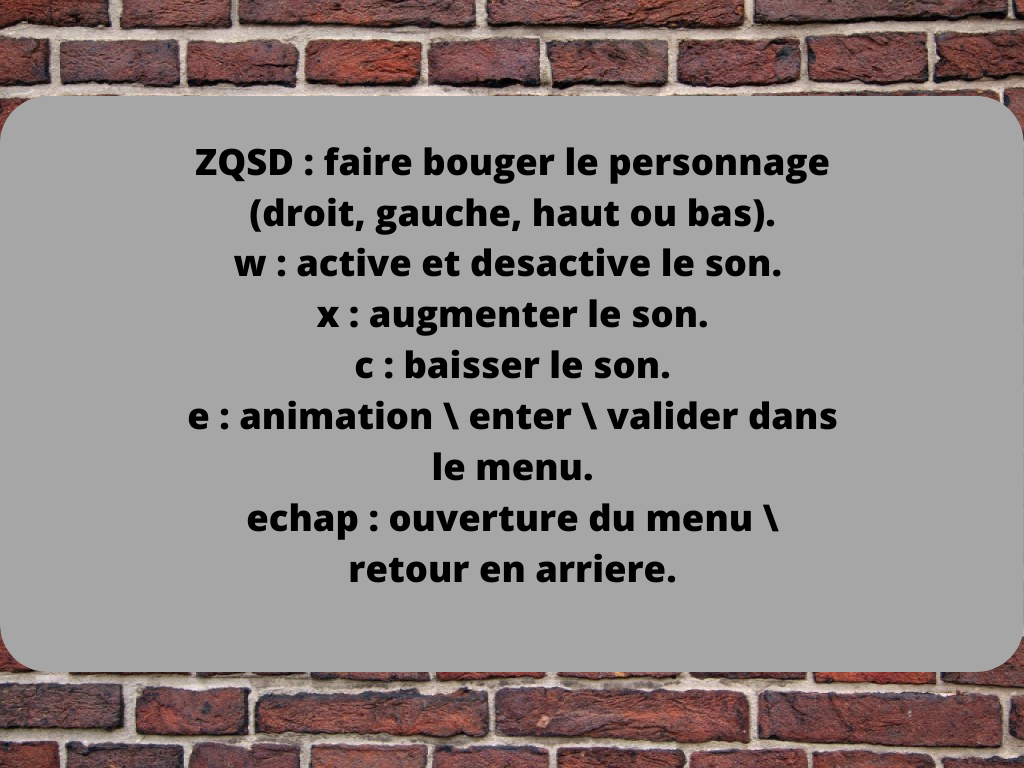 ZQSD : faire bouger le personnage
(droit, gauche, haut ou bas).
w : active et desactive le son.
x : augmenter le son.
c : baisser le son.
e : animation \ enter \ valider dans
le menu.
echap : ouverture du menu \
retour en arriere.